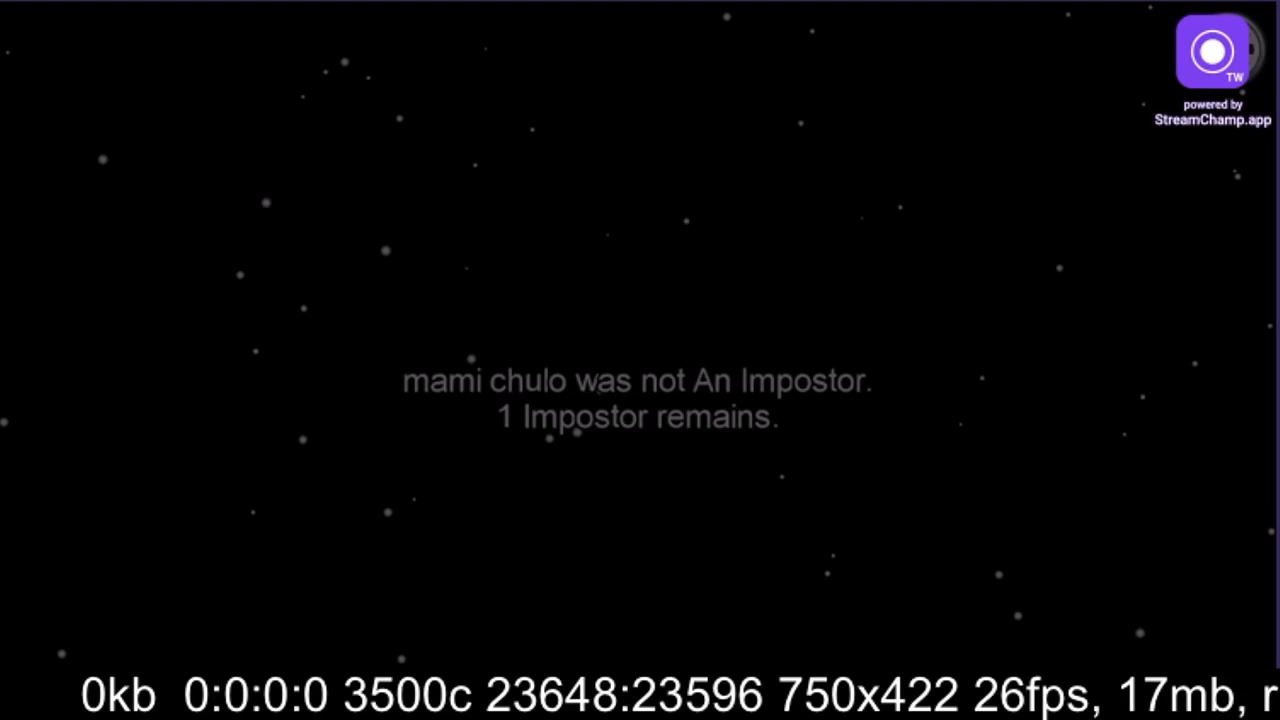 TW
powered by
StreamChamp.app
mami chulo was not An Impostor.
1 Impostor remains.
0kb 0:0:0:0 3500c 23648:23596 750x422 26fps, 17mb, r